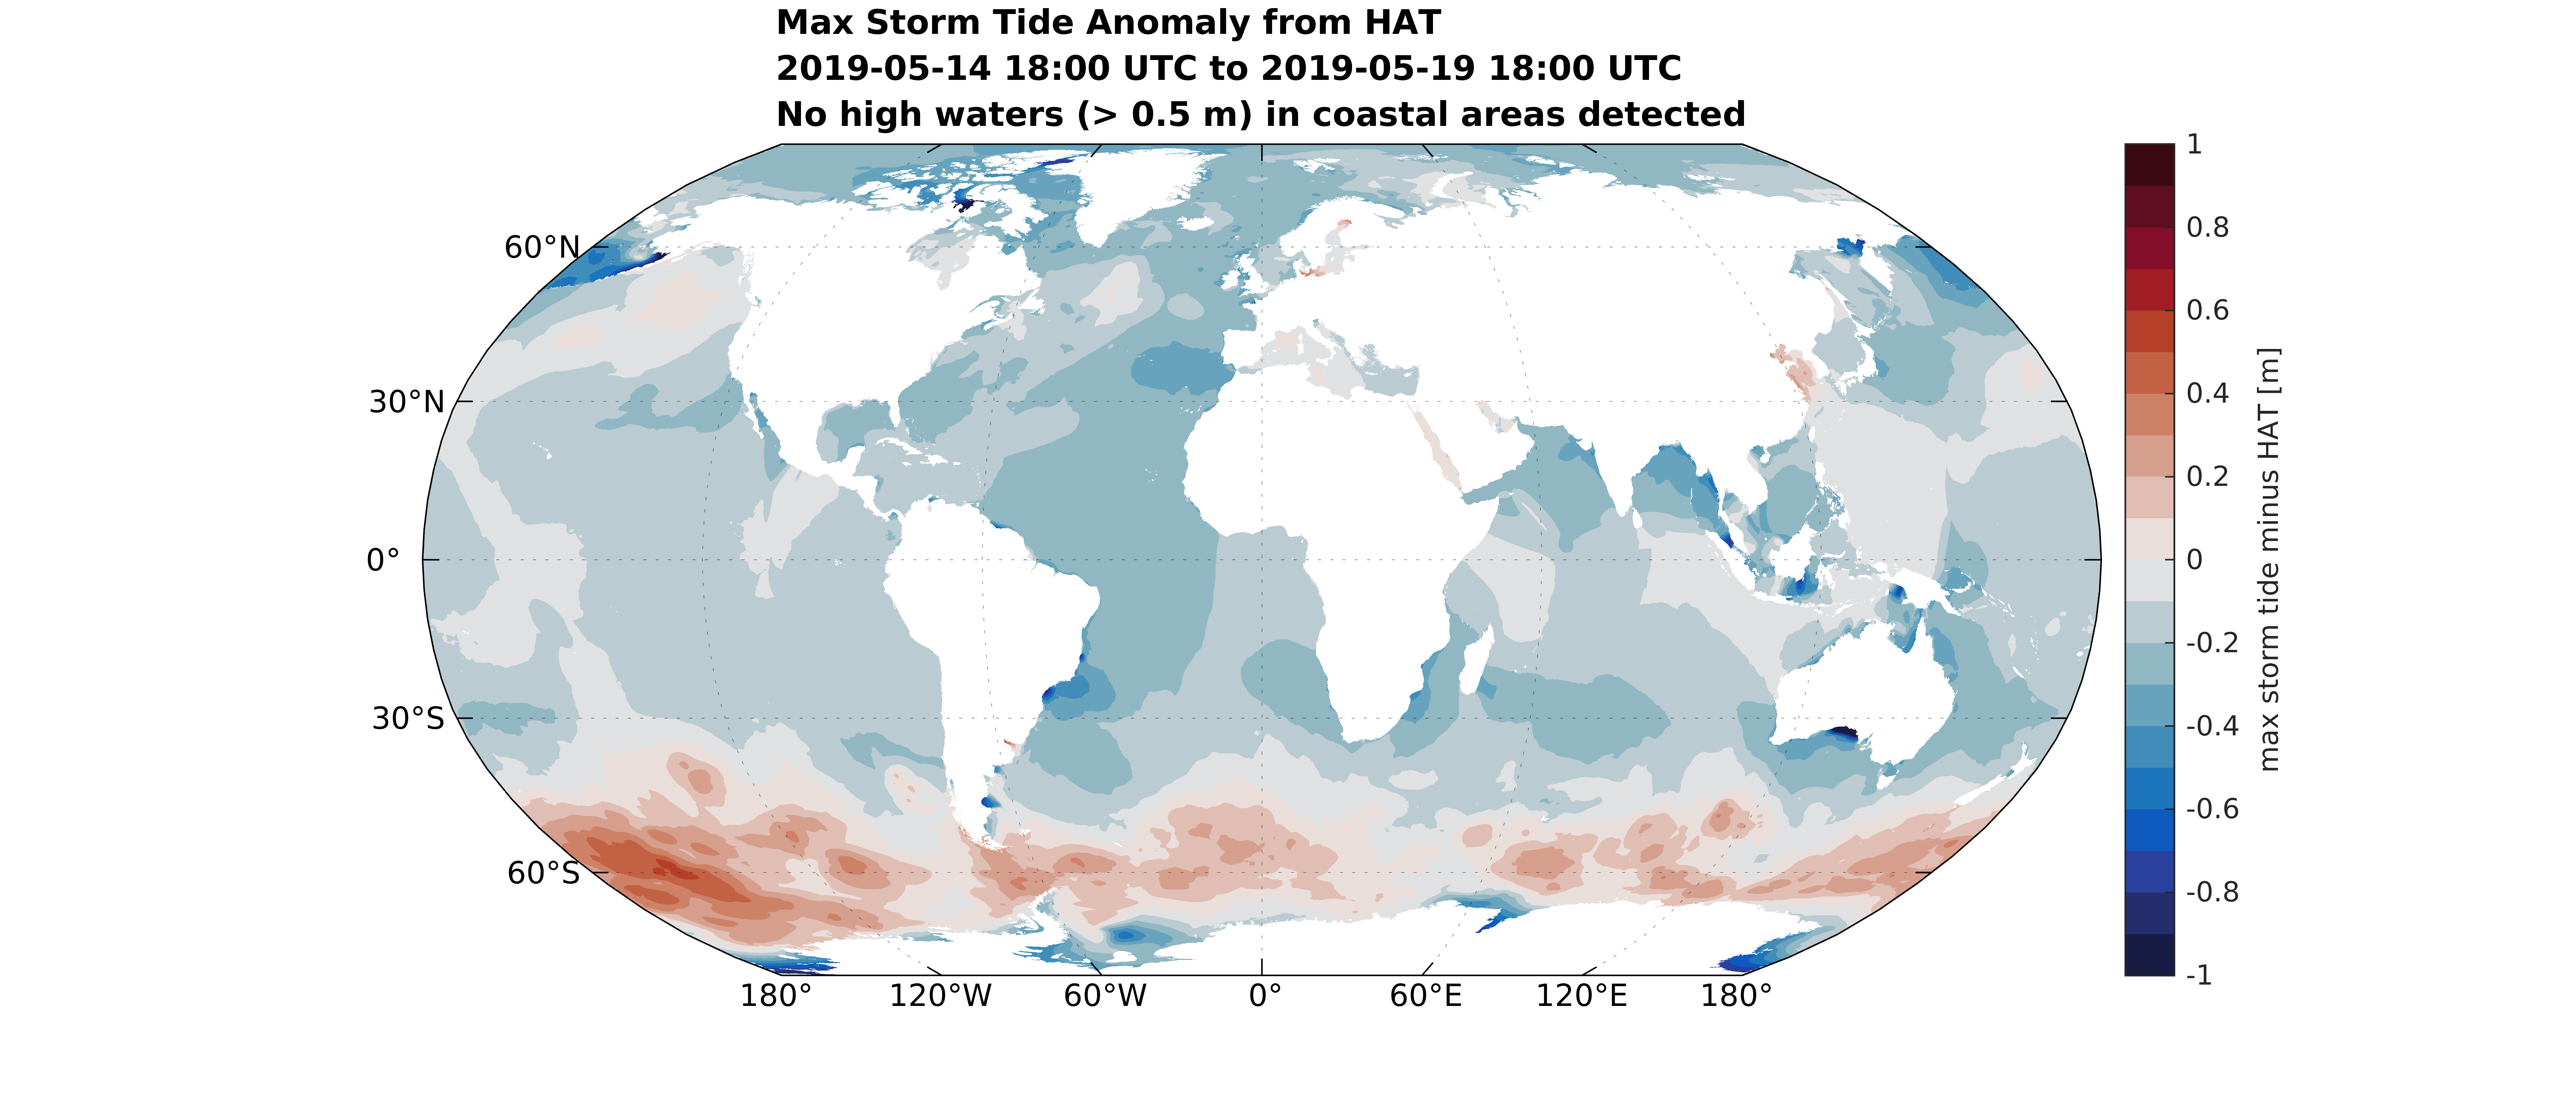 Max Storm Tide Anomaly from HAT
2019-05-14 18:00 UTC to 2019-05-19 18:00 UTC
No high waters (> 0.5 m) in coastal areas detected
60°N
30°N
0°
30°S
60°S
180°
120°W
60°W
0°
60°E
120°E
180°
1
0.8
0.6
0.4
0.2
0
-0.2
-0.4
-0.6
-0.8
-1
max storm tide minus HAT [m]